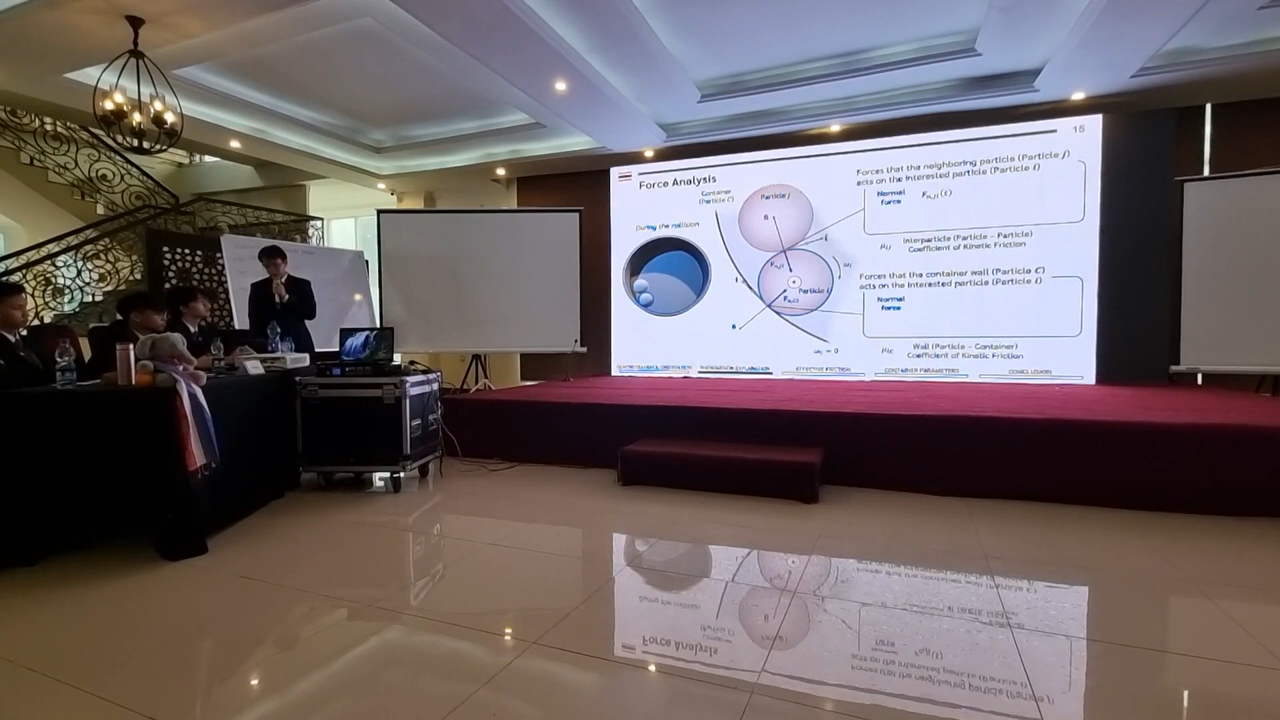 15
Force Analysis
Container
(Particle C)
During the collision
Particle j
Particle i
ωᵢ
Forces that the neighboring particle (Particle j)
acts on the interested particle (Particle i)
Normal
force
Interparticle (Particle – Particle)
Coefficient of Kinetic Friction
Forces that the container wall (Particle C)
acts on the interested particle (Particle i)
Normal
force
Wall (Particle – Container)
Coefficient of Kinetic Friction
PHENOMENON EXPLANATION
EFFECTIVE FRICTION
CONTAINER PARAMETERS
CONCLUSION